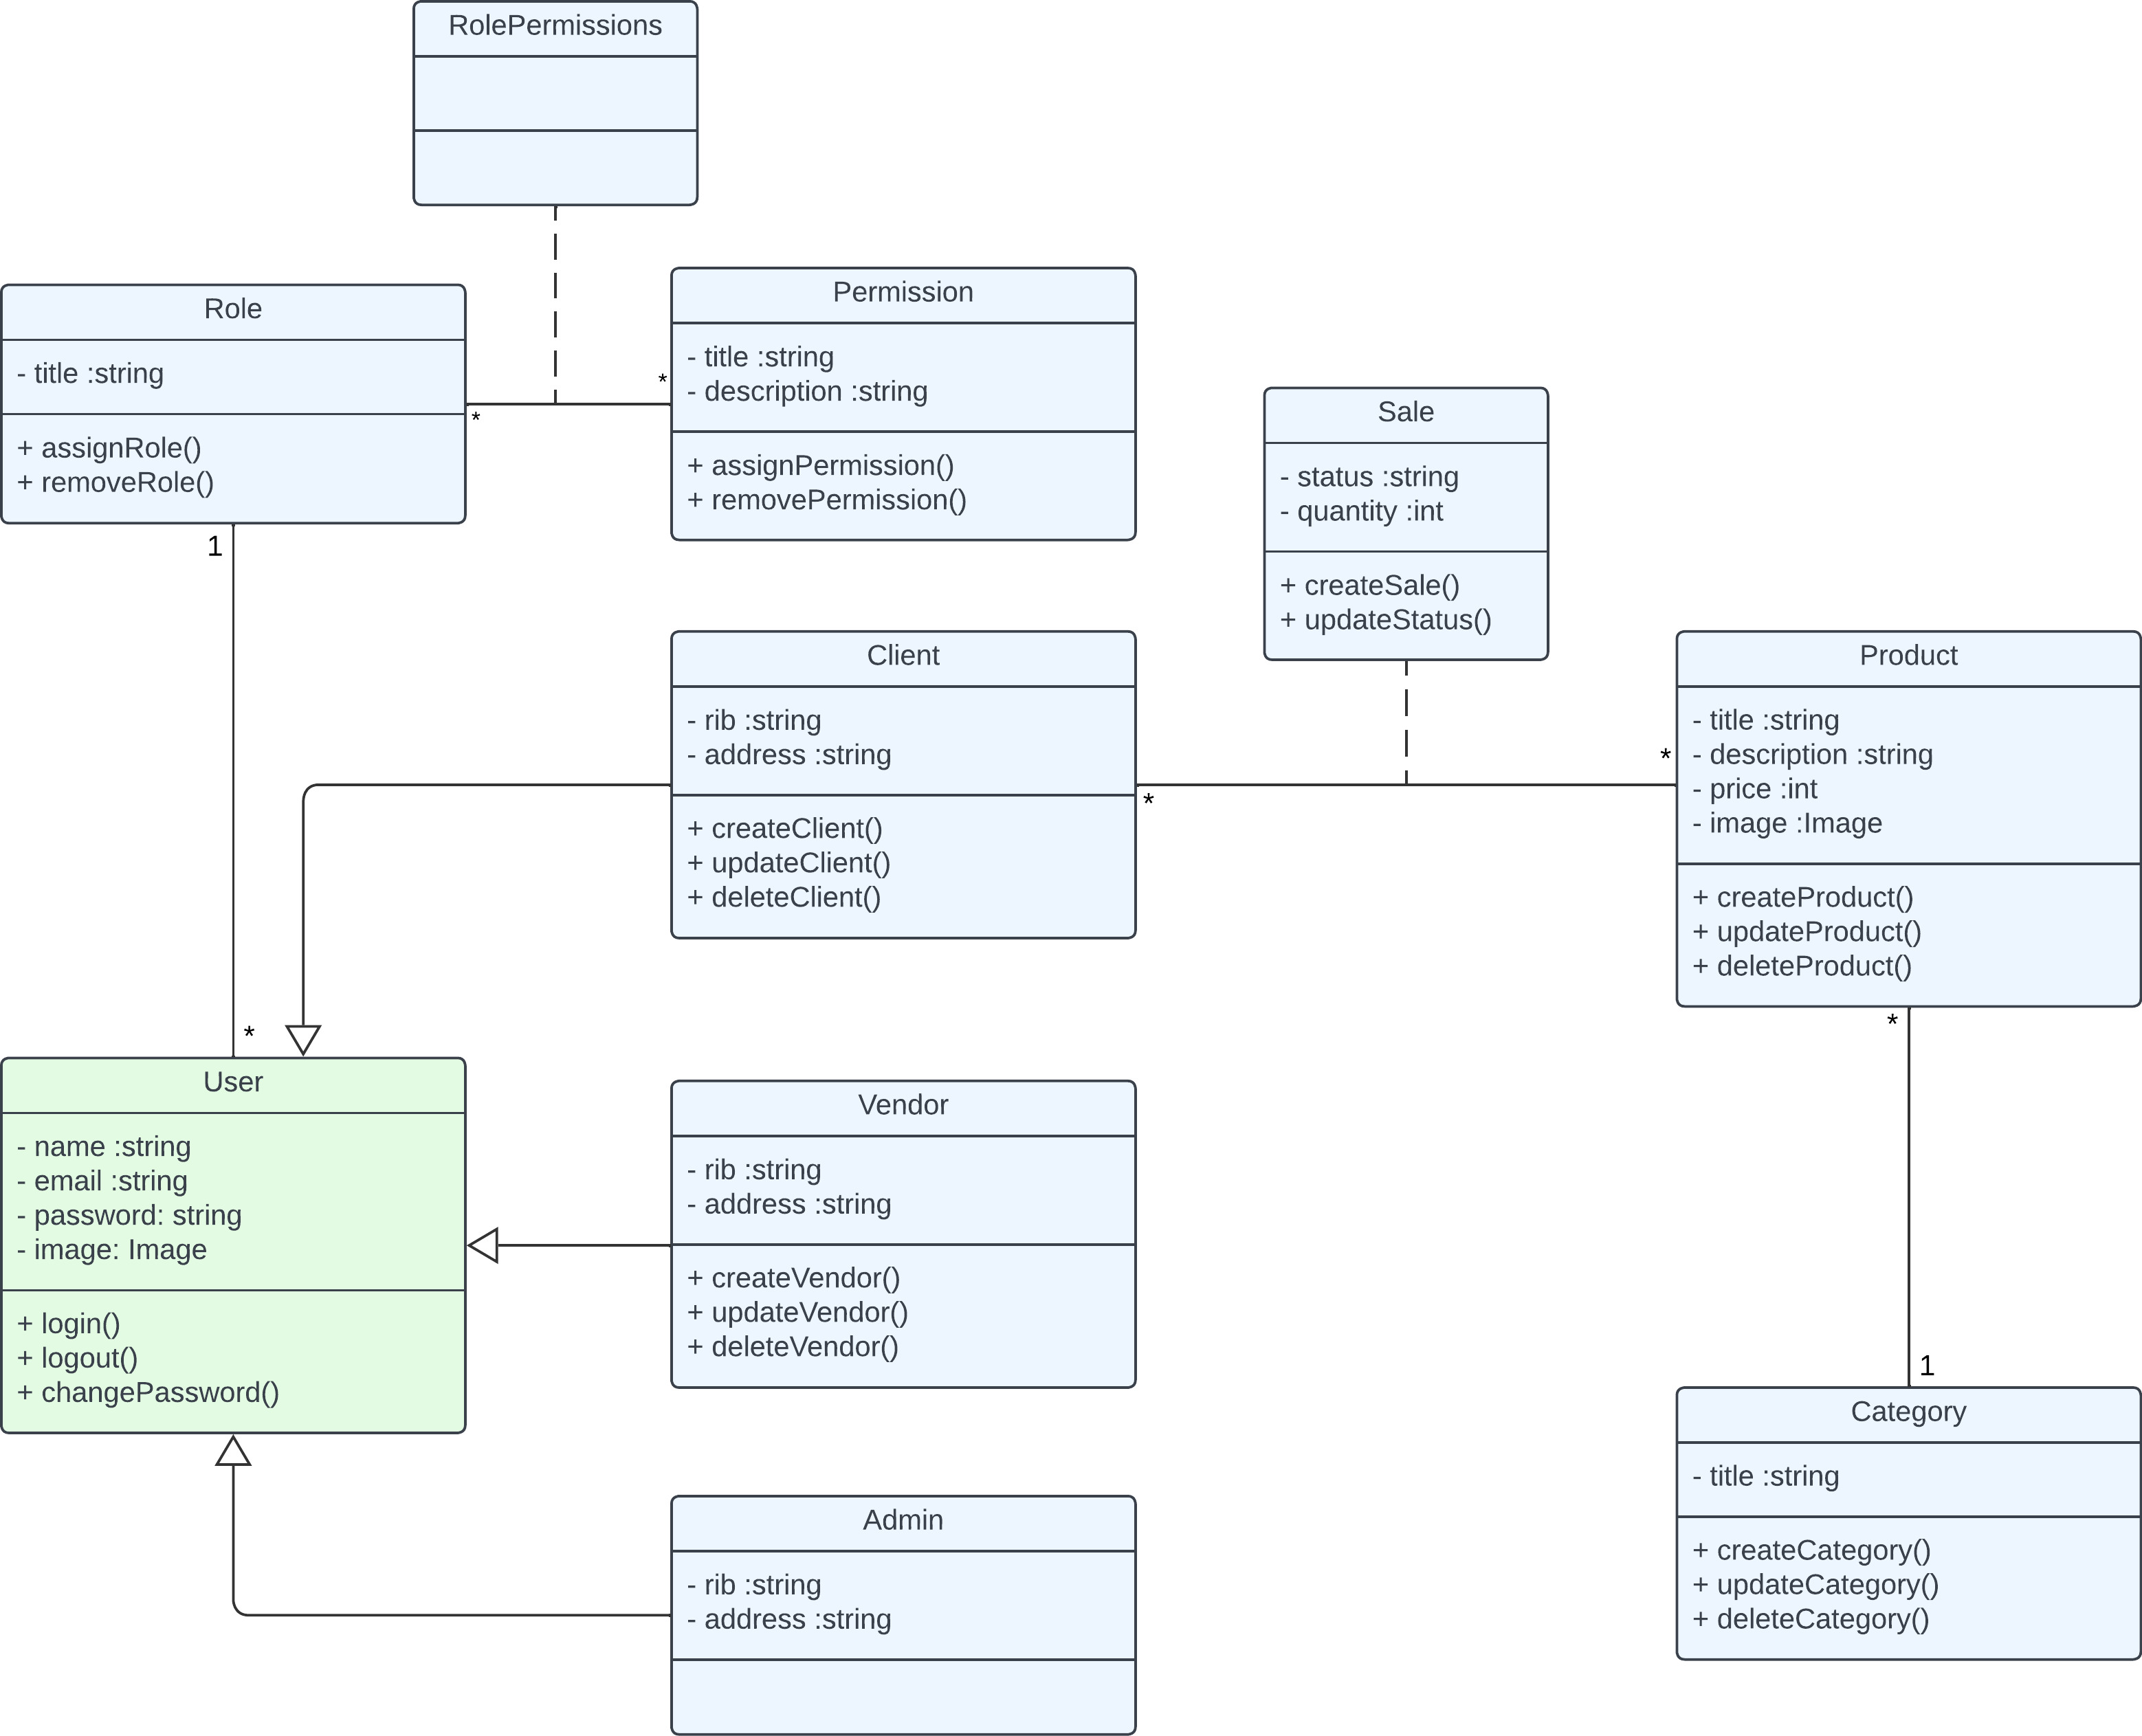 RolePermissions
Role
- title :string
+ assignRole()
+ removeRole()
*
*
Permission
- title :string
- description :string
+ assignPermission()
+ removePermission()
Sale
- status :string
- quantity :int
+ createSale()
+ updateStatus()
1
*
Client
- rib :string
- address :string
+ createClient()
+ updateClient()
+ deleteClient()
*
*
Product
- title :string
- description :string
- price :int
- image :Image
+ createProduct()
+ updateProduct()
+ deleteProduct()
User
- name :string
- email :string
- password: string
- image: Image
+ login()
+ logout()
+ changePassword()
Vendor
- rib :string
- address :string
+ createVendor()
+ updateVendor()
+ deleteVendor()
*
1
Category
- title :string
+ createCategory()
+ updateCategory()
+ deleteCategory()
Admin
- rib :string
- address :string